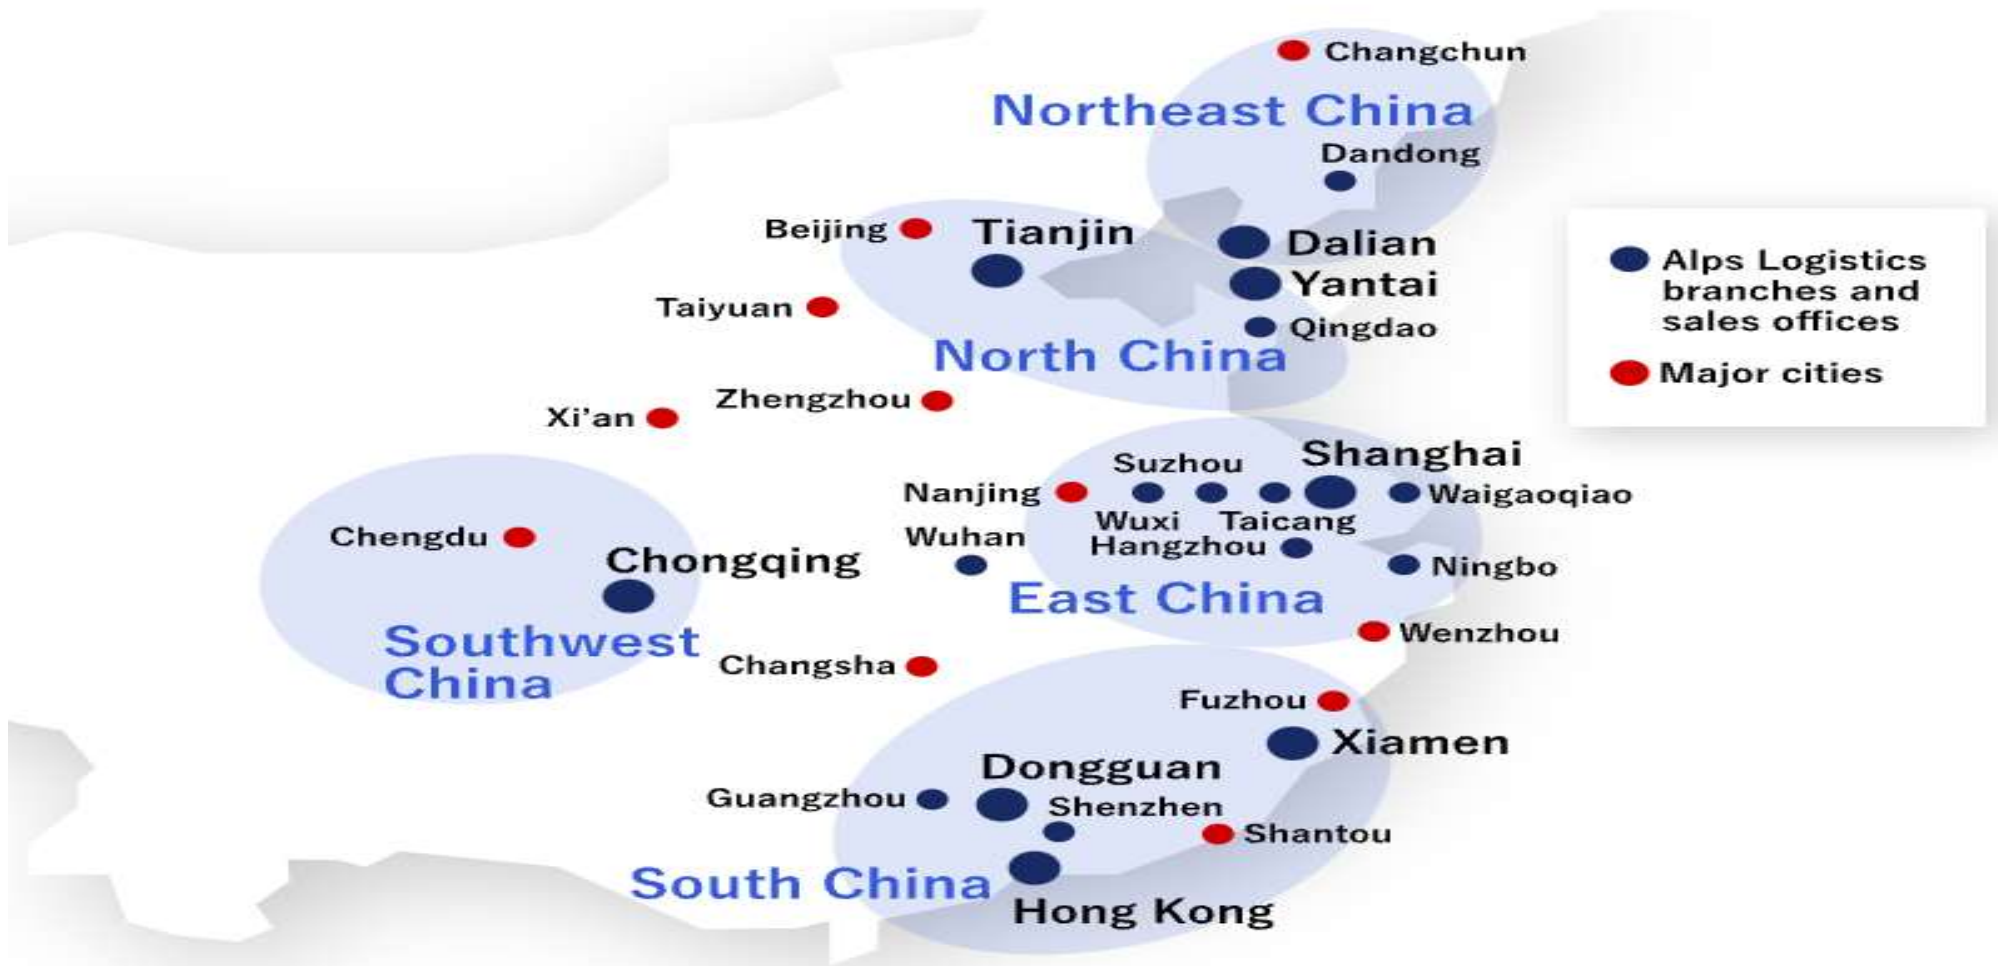 Changchun
Northeast China
Dandong
Beijing
Tianjin
Dalian
Yantai
Taiyuan
Qingdao
North China
Zhengzhou
Xi’an
Alps Logistics
branches and
sales offices
Major cities
Shanghai
Suzhou
Nanjing
Waigaoqiao
Wuxi
Taicang
Wuhan
Hangzhou
Ningbo
East China
Wenzhou
Chengdu
Chongqing
Southwest
China
Changsha
Fuzhou
Xiamen
Dongguan
Guangzhou
Shenzhen
Shantou
South China
Hong Kong